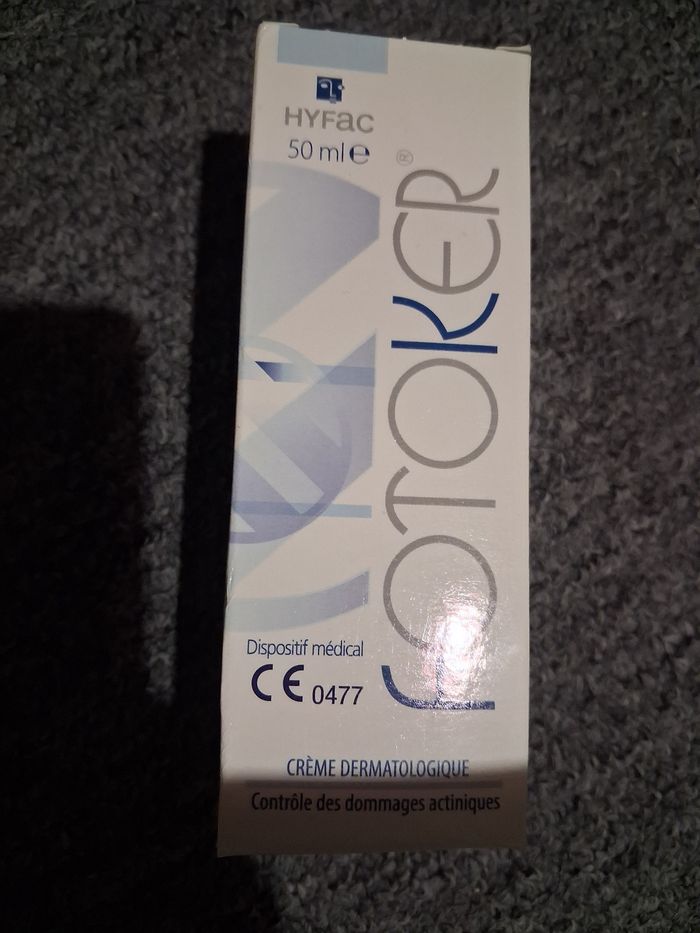 HYFaC
50 ml e
FOTOKER®
Dispositif médical
CE 0477
CRÈME DERMATOLOGIQUE
Contrôle des dommages actiniques